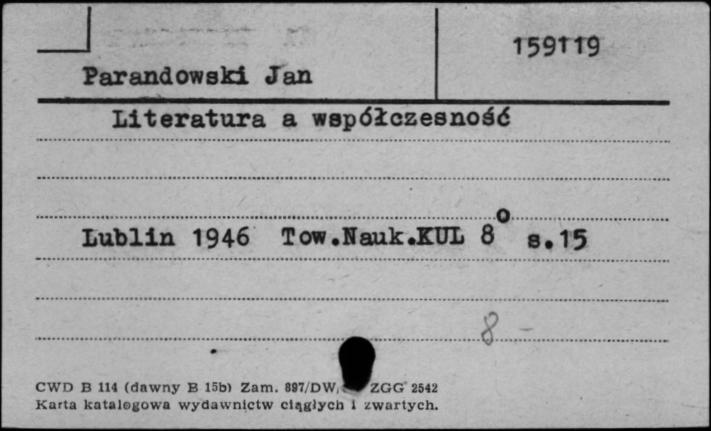 159119
Parandowski Jan
Literatura a współczesność
Lublin 1946 Tow.Nauk.KUL 8° s.15
8 -
CWD B 114 (dawny B 15b) Zam. 897/DW ZGG 2542
Karta katalogowa wydawnictw ciągłych i zwartych.